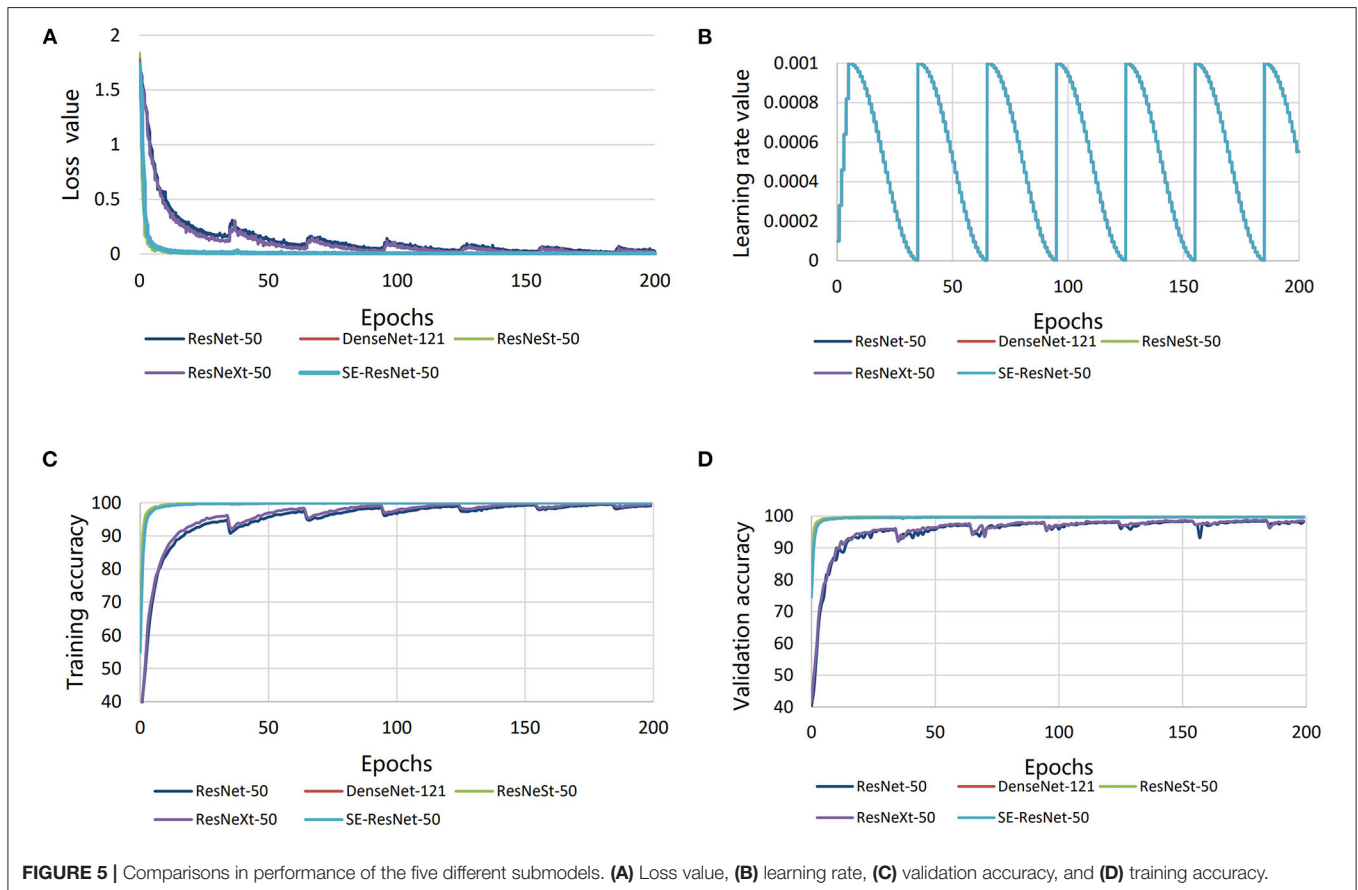 A
2
1.5
1
0.5
0
Loss value
0 50 100 150 200
Epochs
ResNet-50 DenseNet-121 ResNeSt-50
ResNeXt-50 SE-ResNet-50
B
0.001
0.0008
0.0006
0.0004
0.0002
0
Learning rate value
0 50 100 150 200
Epochs
ResNet-50 DenseNet-121 ResNeSt-50
ResNeXt-50 SE-ResNet-50
C
100
90
80
70
60
50
40
Training accuracy
0 50 100 150 200
Epochs
ResNet-50 DenseNet-121 ResNeSt-50
ResNeXt-50 SE-ResNet-50
D
100
90
80
70
60
50
40
Validation accuracy
0 50 100 150 200
Epochs
ResNet-50 DenseNet-121 ResNeSt-50
ResNeXt-50 SE-ResNet-50
FIGURE 5 | Comparisons in performance of the five different submodels. (A) Loss value, (B) learning rate, (C) validation accuracy, and (D) training accuracy.